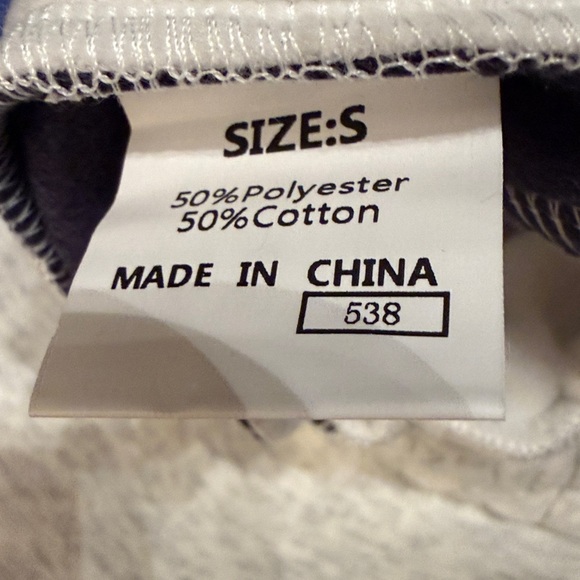 SIZE:S
50%Polyester
50%Cotton
MADE IN CHINA
538